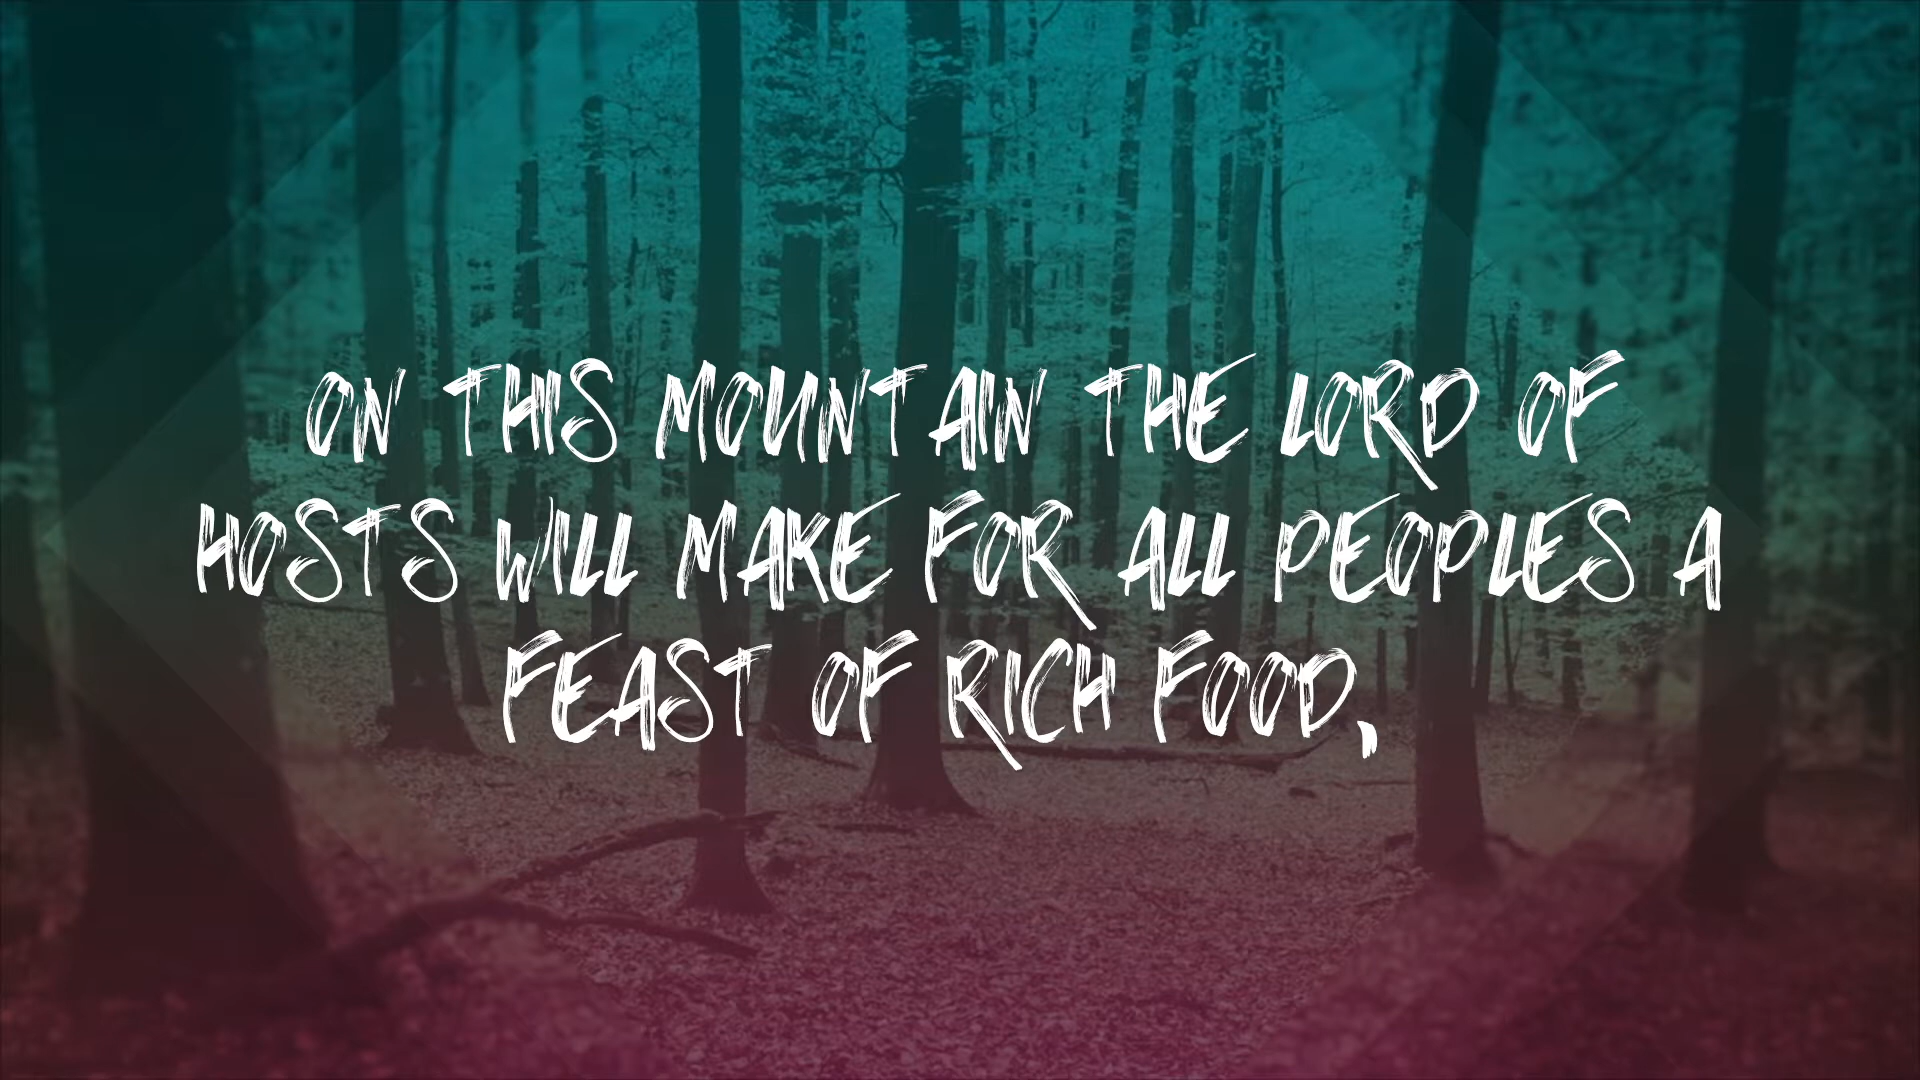 ON THIS MOUNTAIN THE LORD OF
HOSTS WILL MAKE FOR ALL PEOPLES A
FEAST OF RICH FOOD,